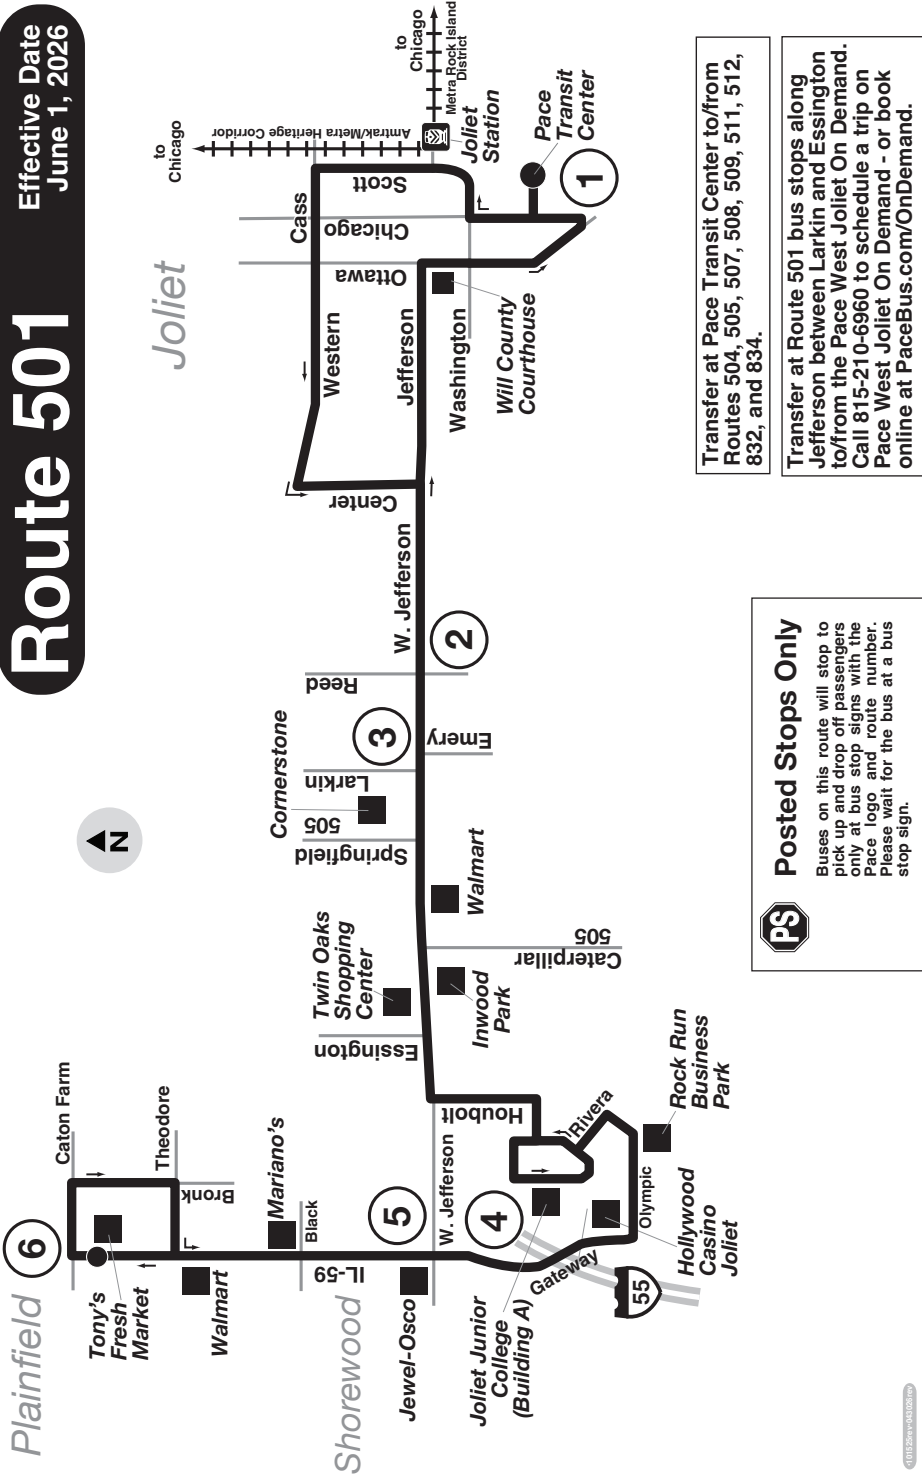 Route 501
Effective Date
June 1, 2026
Joliet
to
Chicago
Amtrak/Metra Heritage Corridor
to
Chicago
Metra Rock Island
District
Joliet
Station
Pace
Transit
Center
1
Scott
Cass
Chicago
Ottawa
Western
Jefferson
Washington
Will County
Courthouse
Center
W. Jefferson
2
Reed
3
Emery
Larkin
Cornerstone
505
Springfield
Walmart
N
Twin Oaks
Shopping
Center
505
Caterpillar
Inwood
Park
Essington
Houbolt
Rivera
Rock Run
Business
Park
Olympic
Hollywood
Casino
Joliet
W. Jefferson
4
5
Gateway
55
Joliet Junior
College
(Building A)
Jewel-Osco
Shorewood
IL-59
Black
Mariano's
Bronk
Theodore
Caton Farm
6
Plainfield
Tony's
Fresh
Market
Walmart
Transfer at Pace Transit Center to/from
Routes 504, 505, 507, 508, 509, 511, 512,
832, and 834.
Transfer at Route 501 bus stops along
Jefferson between Larkin and Essington
to/from the Pace West Joliet On Demand.
Call 815-210-6960 to schedule a trip on
Pace West Joliet On Demand - or book
online at PaceBus.com/OnDemand.
PS
Posted Stops Only
Buses on this route will stop to
pick up and drop off passengers
only at bus stop signs with the
Pace logo and route number.
Please wait for the bus at a bus
stop sign.